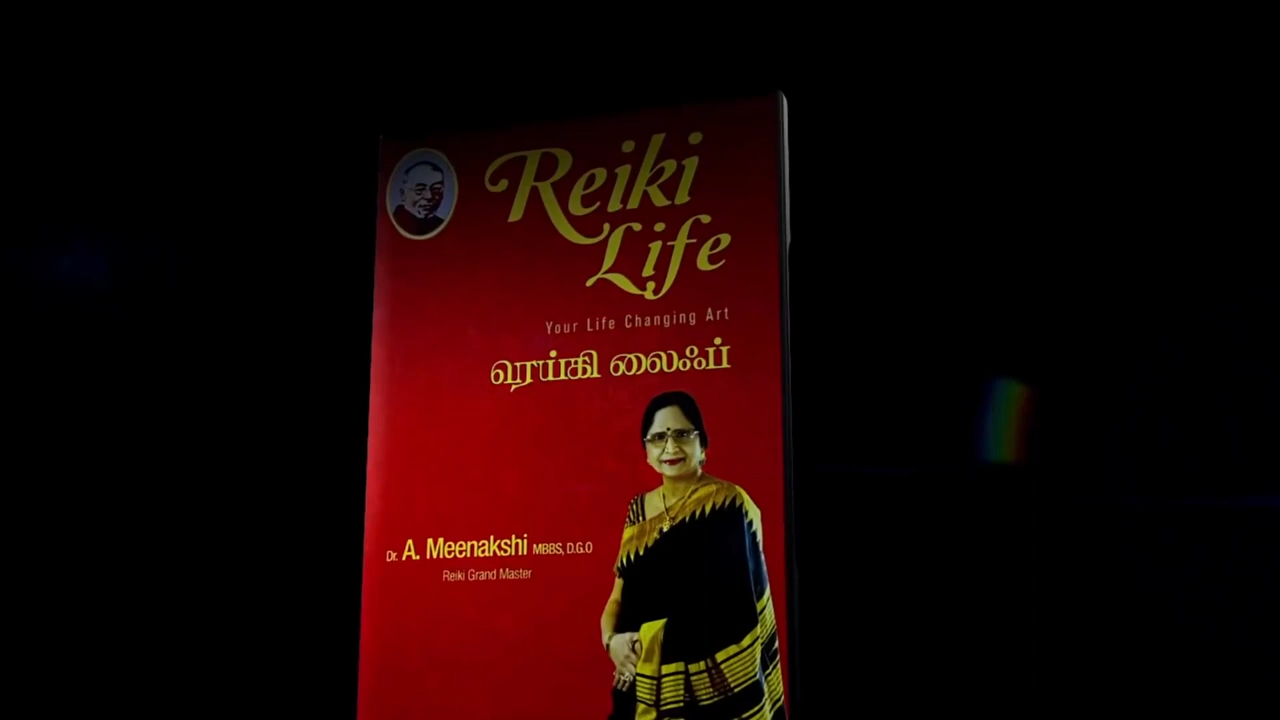 Reiki
Life
Your Life Changing Art
ரெய்கி லைஃப்
Dr. A. Meenakshi MBBS, D.G.O
Reiki Grand Master